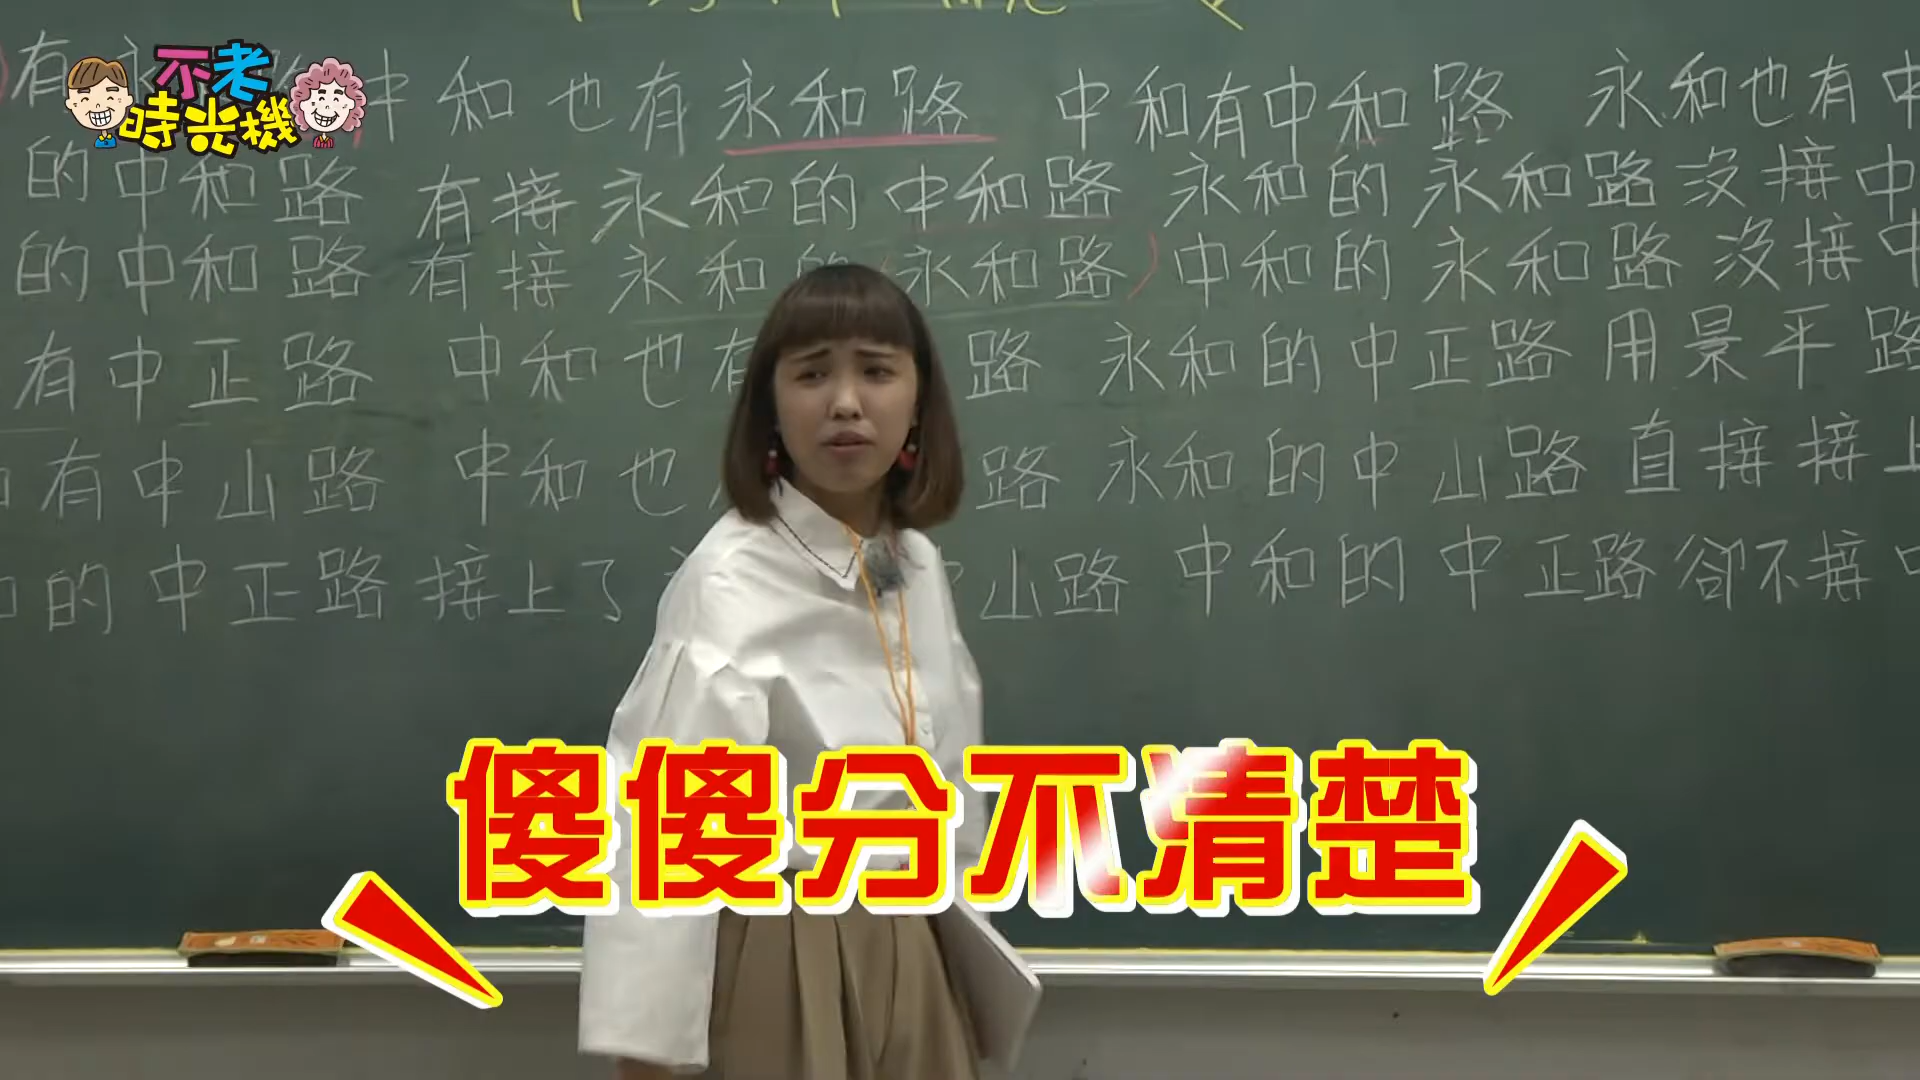 不老
時光機
有永 路 中和也有永和路 中和有中和路 永和也有中
的中和路 有接永和的中和路 永和的永和路沒接中
的中和路 有接永和的(永和路) 中和的永和路沒接中
有中正路 中和也有 路 永和的中正路用景平路
有中山路 中和也 路 永和的中山路直接接上
的中正路接上了 山路 中和的中正路卻不接中
傻傻分不清楚